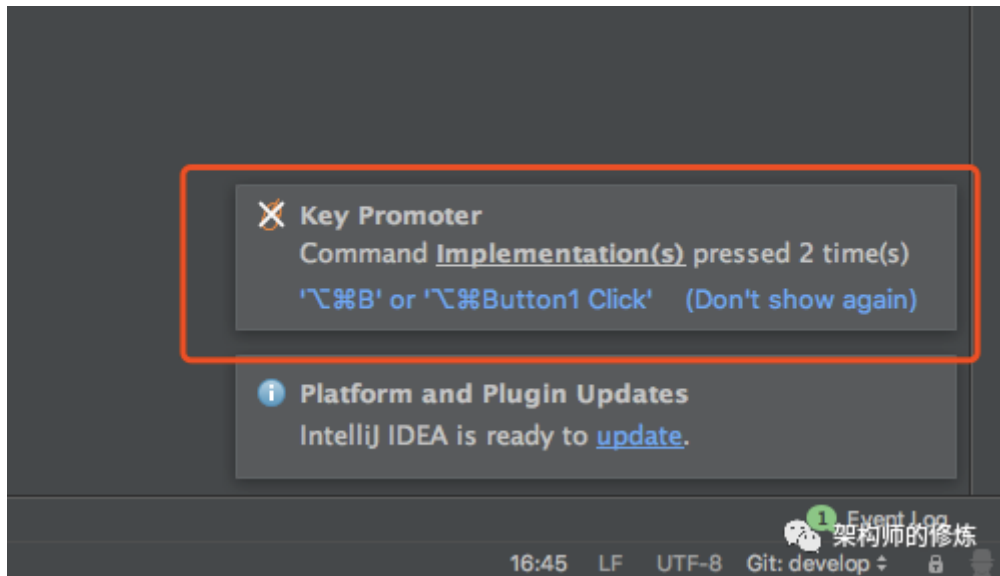 Key Promoter
Command Implementation(s) pressed 2 time(s)
'⌥⌘B' or '⌥⌘Button1 Click' (Don't show again)
Platform and Plugin Updates
IntelliJ IDEA is ready to update.
1 Event Log
架构师的修炼
16:45 LF UTF-8 Git: develop